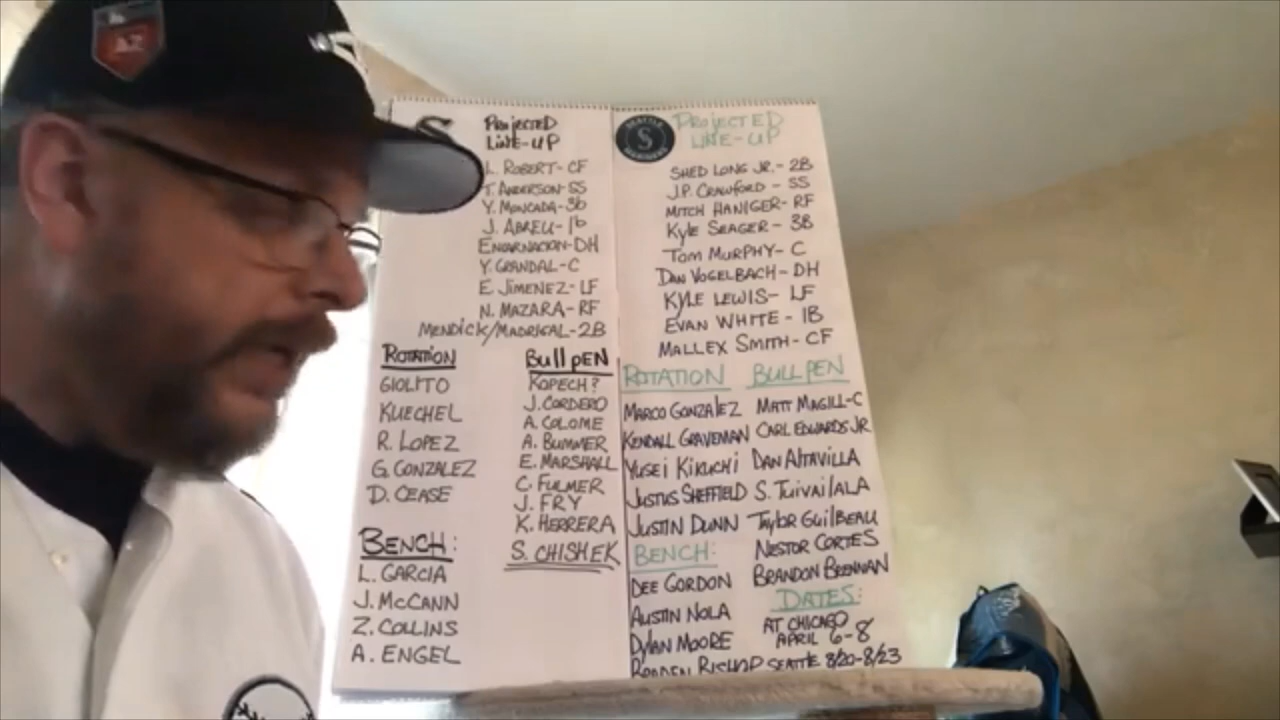 PROJECTED
LINE-UP
L. ROBERT- CF
T. ANDERSON-SS
Y. MONCADA-3b
J. ABREU-1b
ENCARNACION-DH
Y. GRANDAL-C
E. JIMENEZ-LF
N. MAZARA-RF
MENDICK/MADRIGAL-2B
ROTATION
GIOLITO
KUECHEL
R. LOPEZ
G. GONZALEZ
D. CEASE
BullPEN
KOPECH?
J. CORDERO
A. COLOME
A. BUMMER
E. MARSHALL
C. FULMER
J. FRY
K. HERRERA
S. CHISHEK
BENCH:
L. GARCIA
J. McCANN
Z. COLLINS
A. ENGEL
SEATTLE
S
MARINERS
PROJECTED
LINE-UP
SHED LONG JR.- 2B
J.P. CRAWFORD - SS
MITCH HANIGER- RF
Kyle SEAGER- 3B
TOM MURPHY- C
DAN VOGELBACH- DH
KYLE LEWIS- LF
EVAN WHITE- 1B
MALLEX SMITH- CF
ROTATION
MARCO GONZALEZ
KENDALL GRAVEMAN
YUSEI KIKUCHI
JUSTUS SHEFFIELD
JUSTIN DUNN
BULLPEN
MATT MAGILL-C
CARL EDWARDS JR
DAN AltAVILLA
S. TUIVAILALA
TAYlOR GUILBEAU
NESTOR CORTES
BRANDON BRENNAN
BENCH:
DEE GORDON
AUSTIN NOLA
DYLAN MOORE
BRADEN BISHOP
DATES:
AT CHICAGO
APRIL 6-8
SEATTLE 8/20-8/23